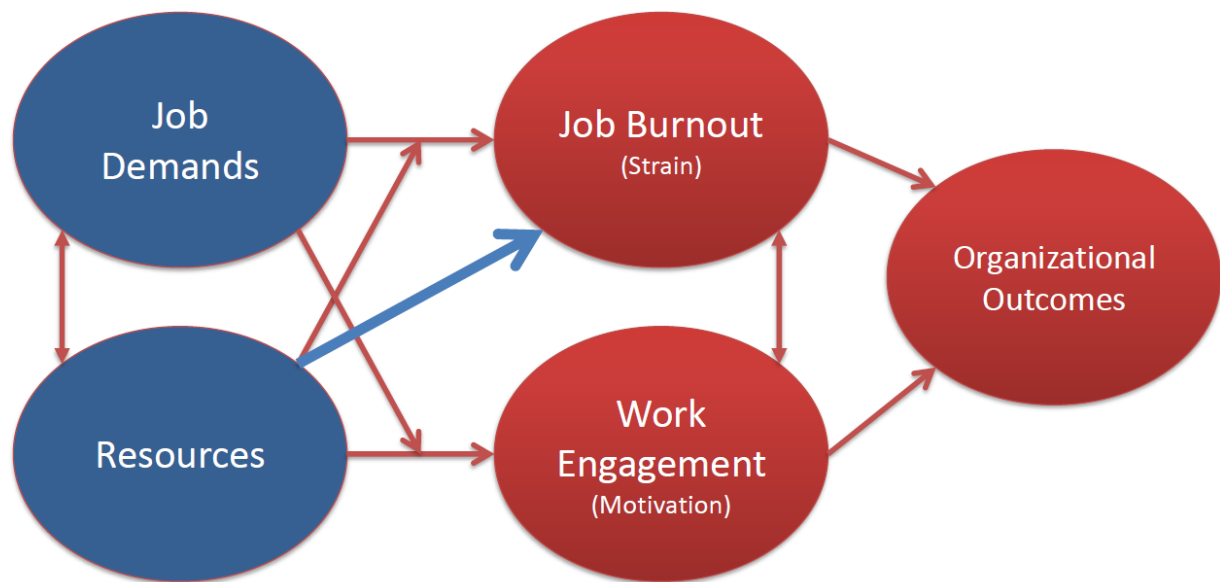 Job
Demands
Job Burnout
(Strain)
Organizational
Outcomes
Resources
Work
Engagement
(Motivation)